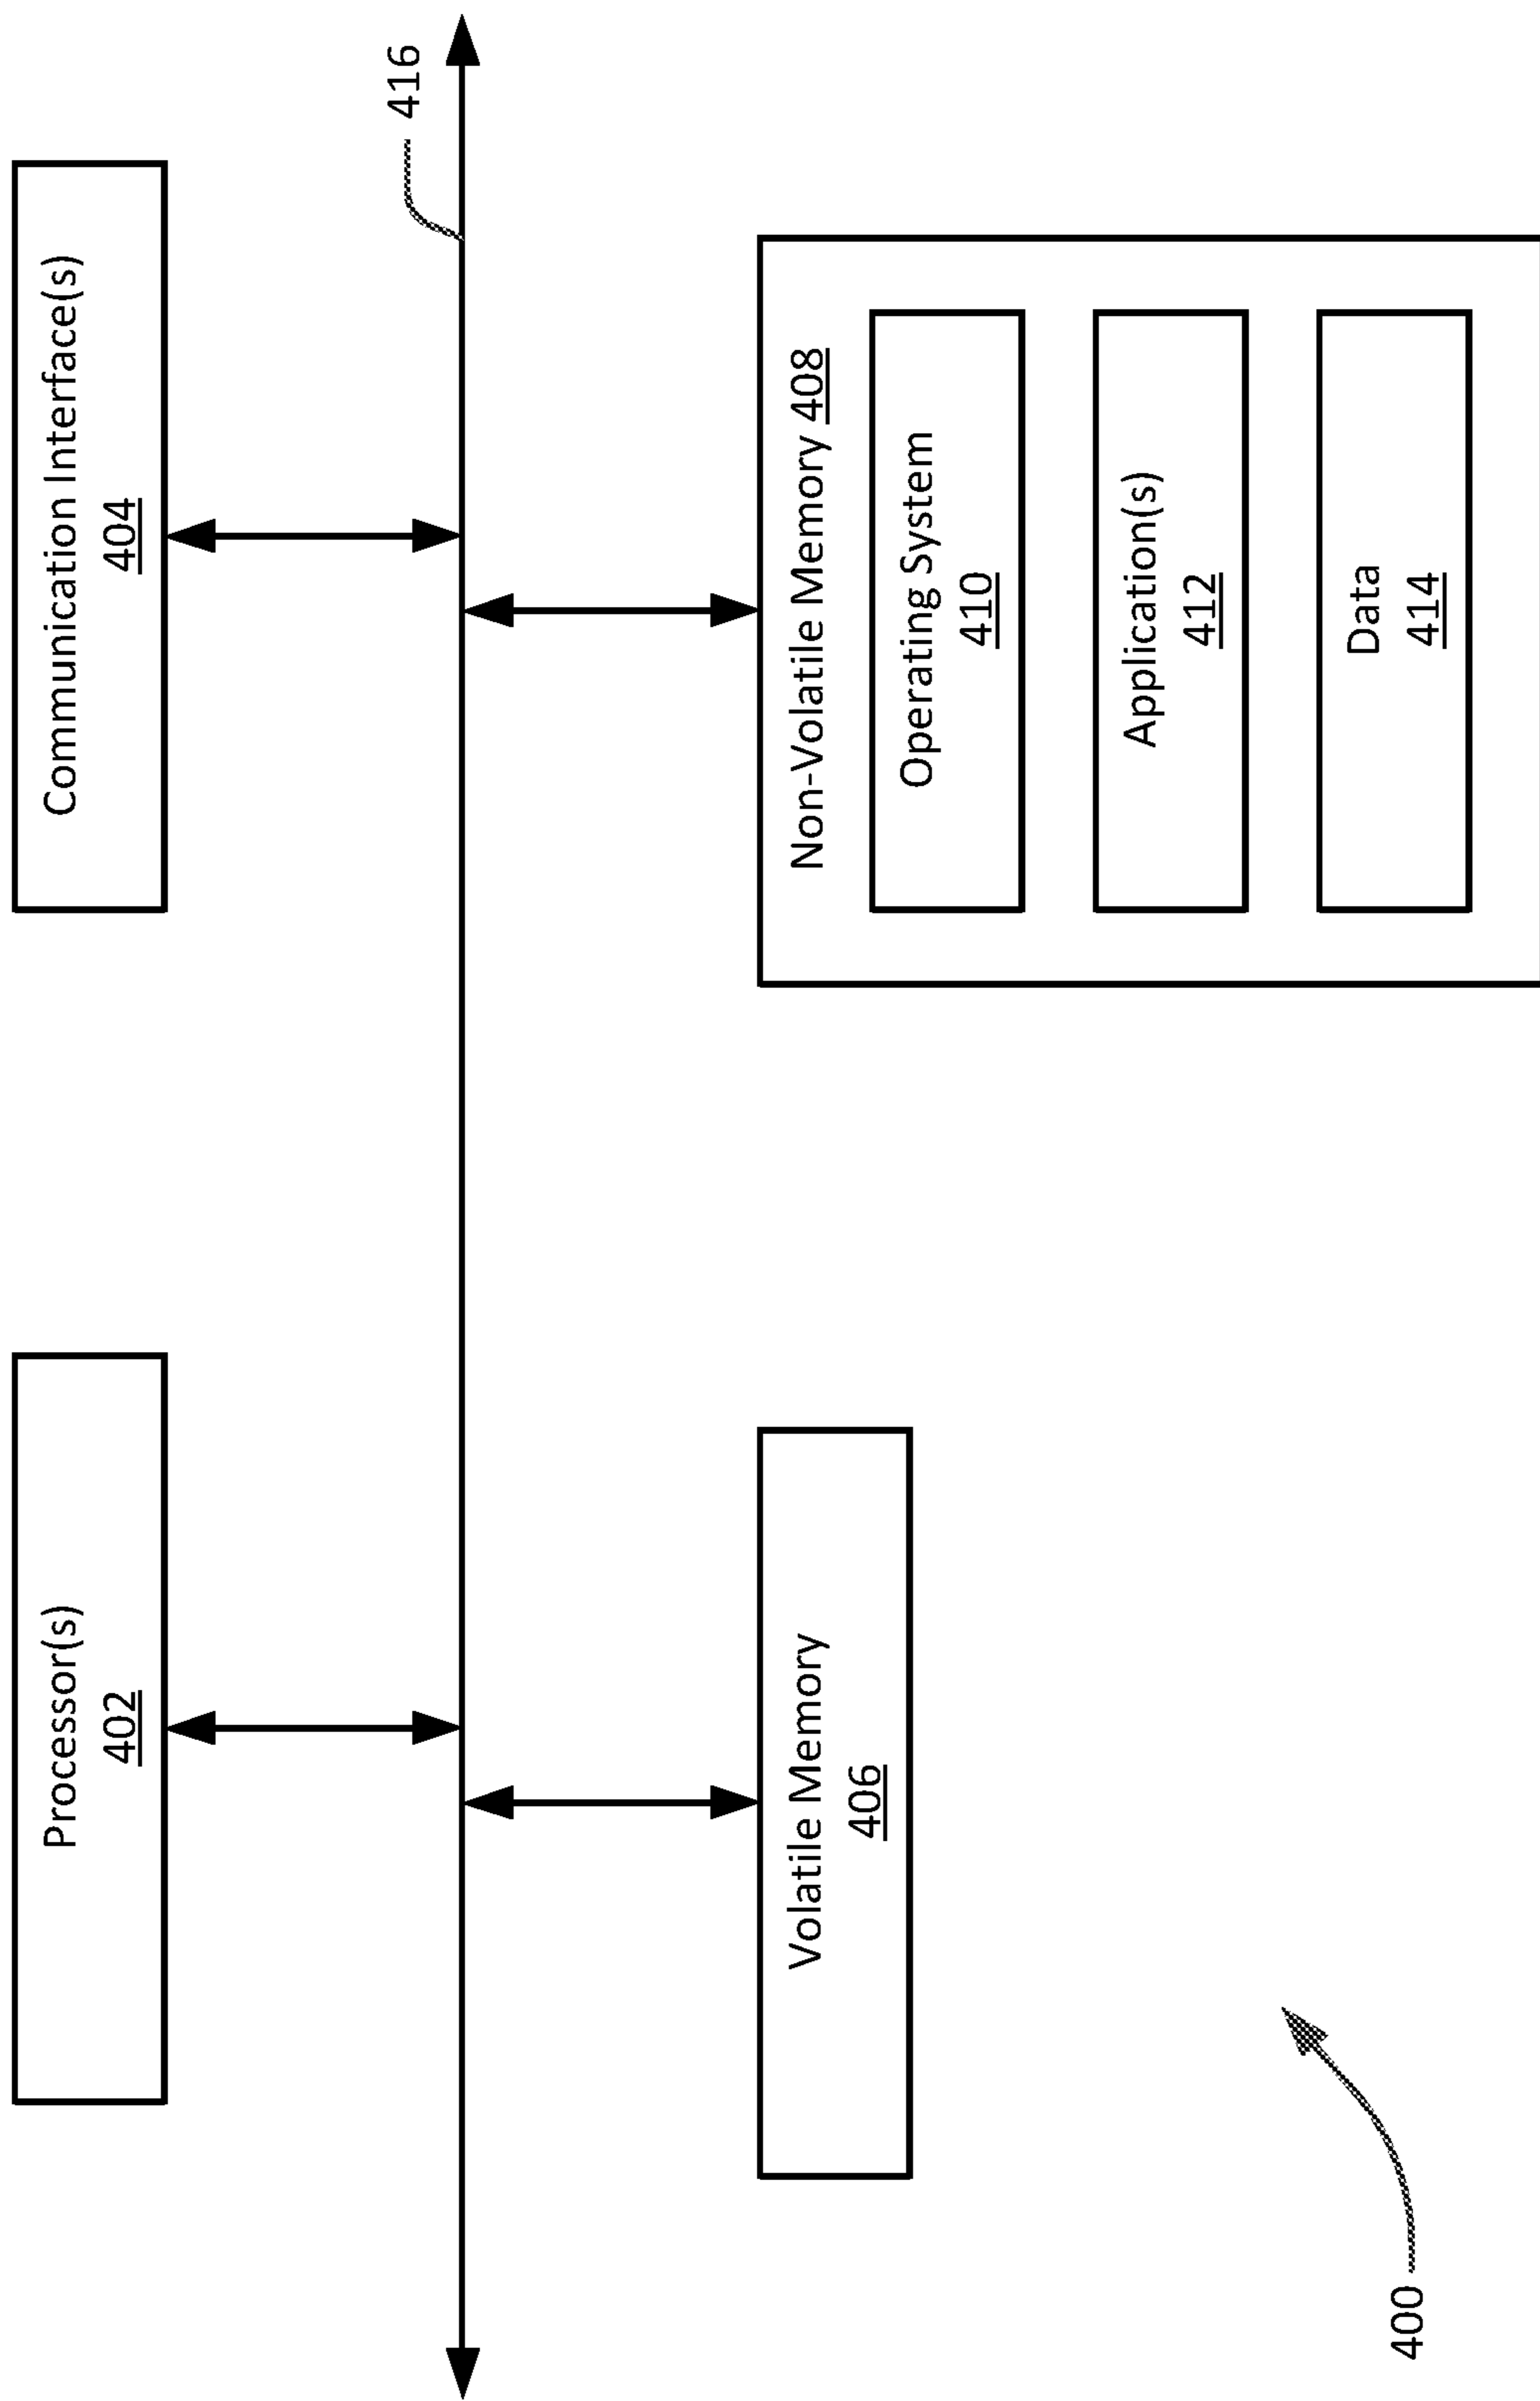 Processor(s)
402
Communication Interface(s)
404
416
Volatile Memory
406
Non-Volatile Memory 408
Operating System
410
Application(s)
412
Data
414
400